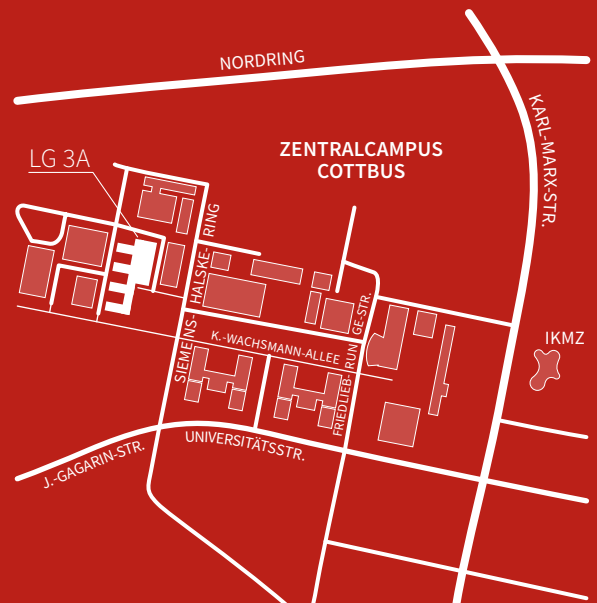 NORDRING
KARL-MARX-STR.
ZENTRALCAMPUS
COTTBUS
LG 3A
SIEMENS-HALSKE-RING
K.-WACHSMANN-ALLEE
FRIEDLIEB-RUNGE-STR.
IKMZ
J.-GAGARIN-STR.
UNIVERSITÄTSSTR.